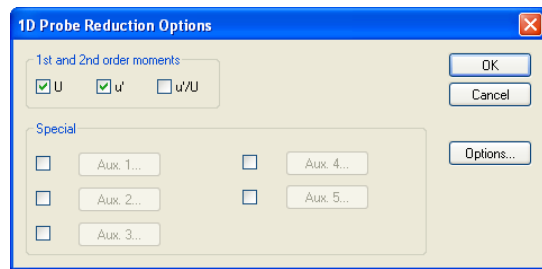 1D Probe Reduction Options
1st and 2nd order moments
U u' u'/U
OK
Cancel
Special
Aux. 1... Aux. 4... Options...
Aux. 2... Aux. 5...
Aux. 3...